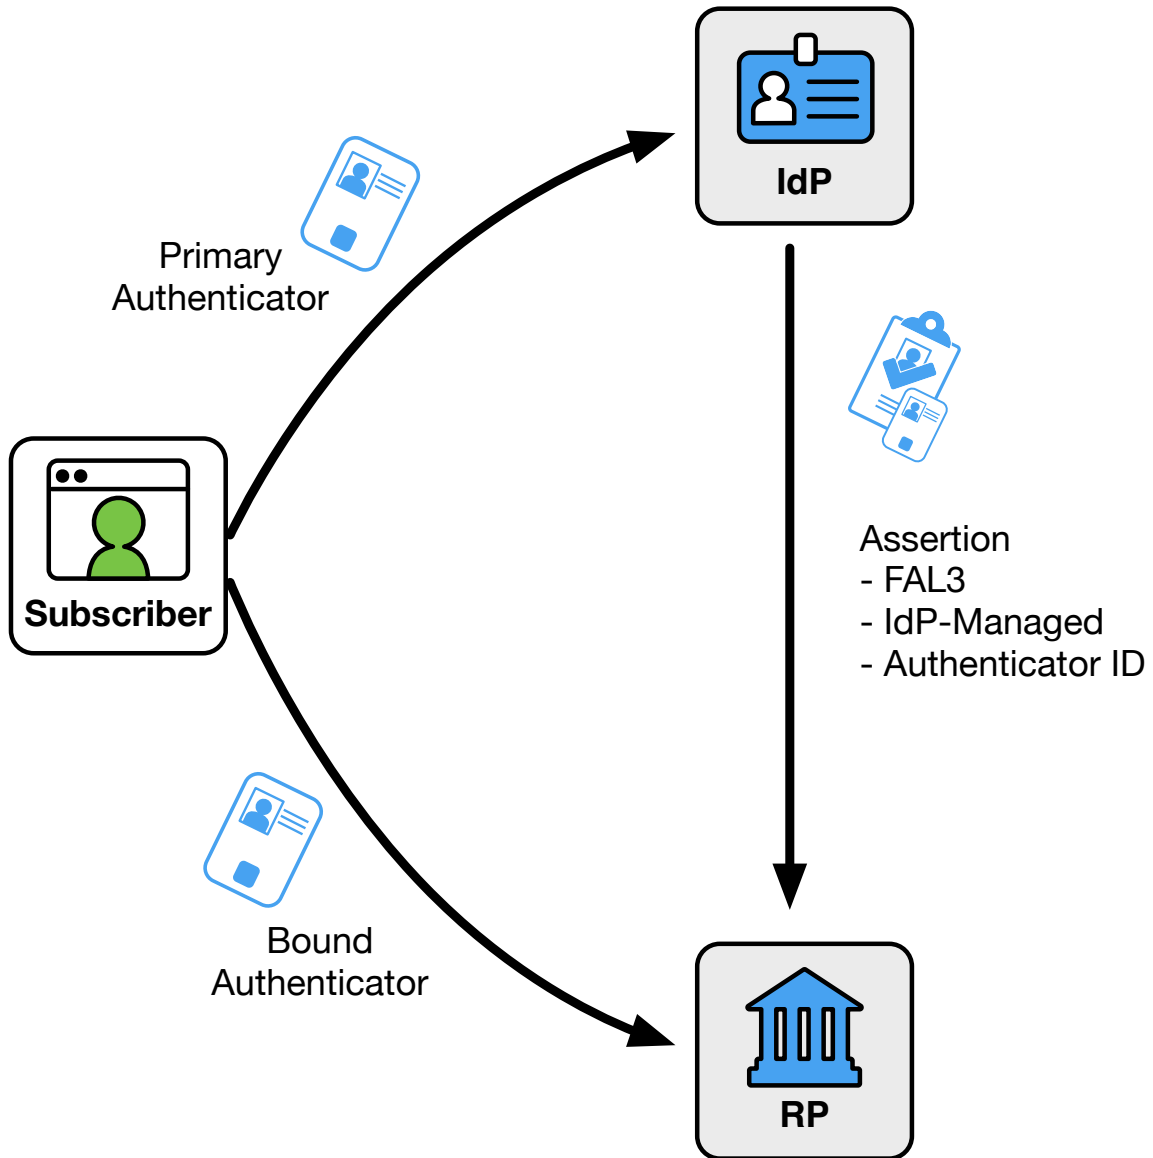 IdP
Primary
Authenticator
Subscriber
Assertion
- FAL3
- IdP-Managed
- Authenticator ID
Bound
Authenticator
RP